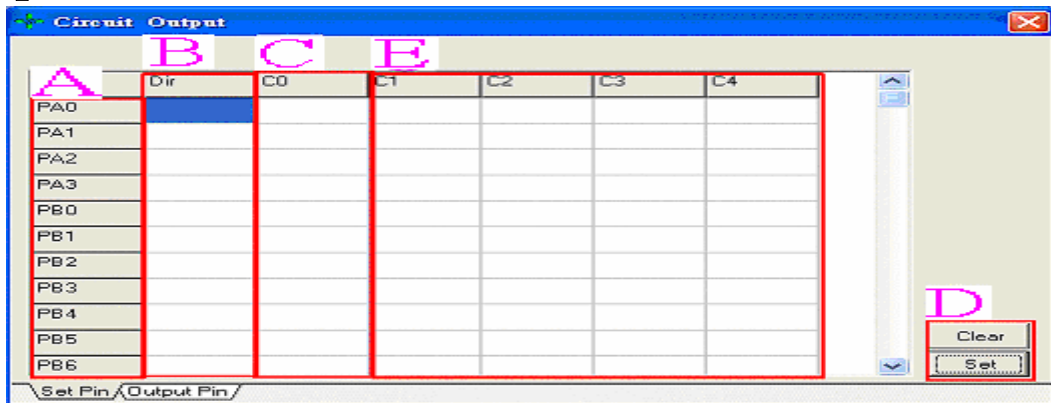 Circuit Output
B C E
A Dir C0 C1 C2 C3 C4
PA0
PA1
PA2
PA3
PB0
PB1
PB2
PB3
PB4
D
PB5 Clear
PB6 Set
Set Pin Output Pin